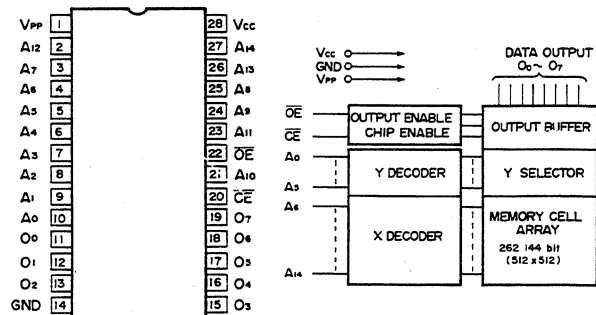 VPP 1 28 VCC
A12 2 27 A14
A7 3 26 A13
A6 4 25 A8
A5 5 24 A9
A4 6 23 A11
A3 7 22 O̅E̅
A2 8 21 A10
A1 9 20 C̅E̅
A0 10 19 O7
O0 11 18 O6
O1 12 17 O5
O2 13 16 O4
GND 14 15 O3
VCC
GND
VPP
DATA OUTPUT
O0~ O7
O̅E̅
C̅E̅
OUTPUT ENABLE
CHIP ENABLE
OUTPUT BUFFER
A0
A5
Y DECODER
Y SELECTOR
A6
A14
X DECODER
MEMORY CELL
ARRAY
262 144 bit
(512 x 512)